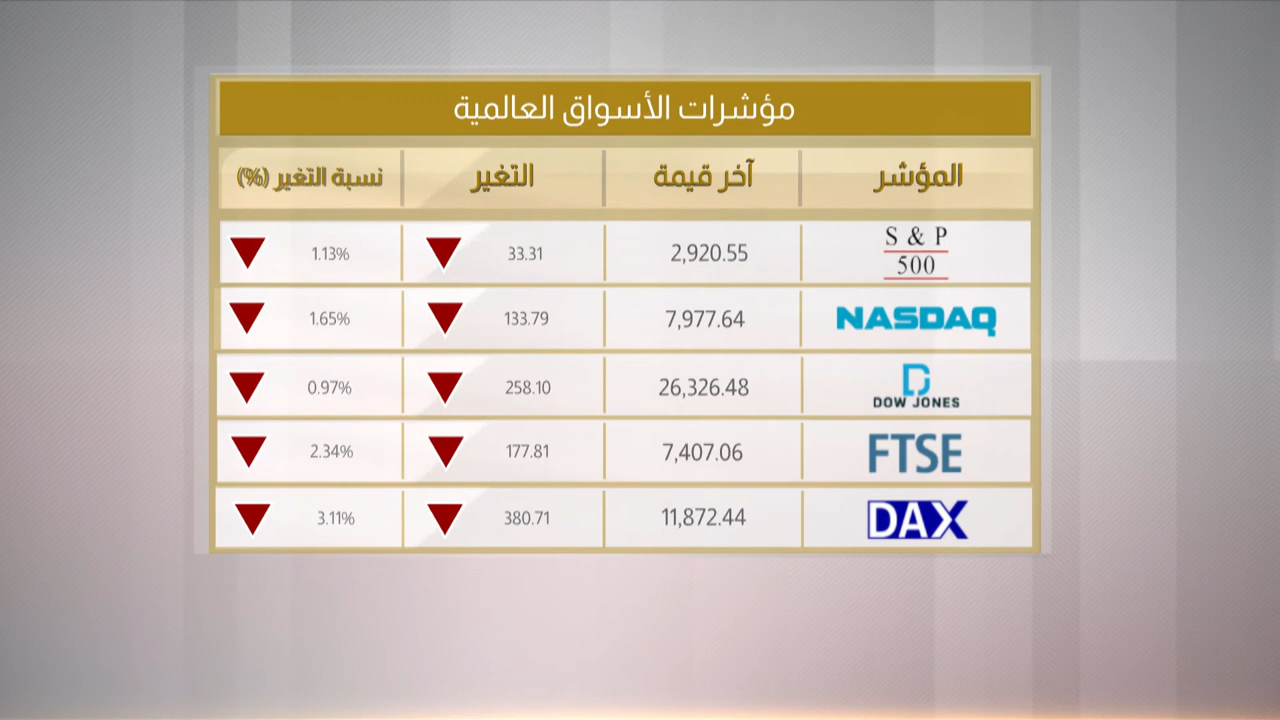 مؤشرات الأسواق العالمية
المؤشر آخر قيمة التغير نسبة التغير (%)
S & P
500
2,920.55 33.31 1.13%
NASDAQ 7,977.64 133.79 1.65%
DOW JONES 26,326.48 258.10 0.97%
FTSE 7,407.06 177.81 2.34%
DAX 11,872.44 380.71 3.11%